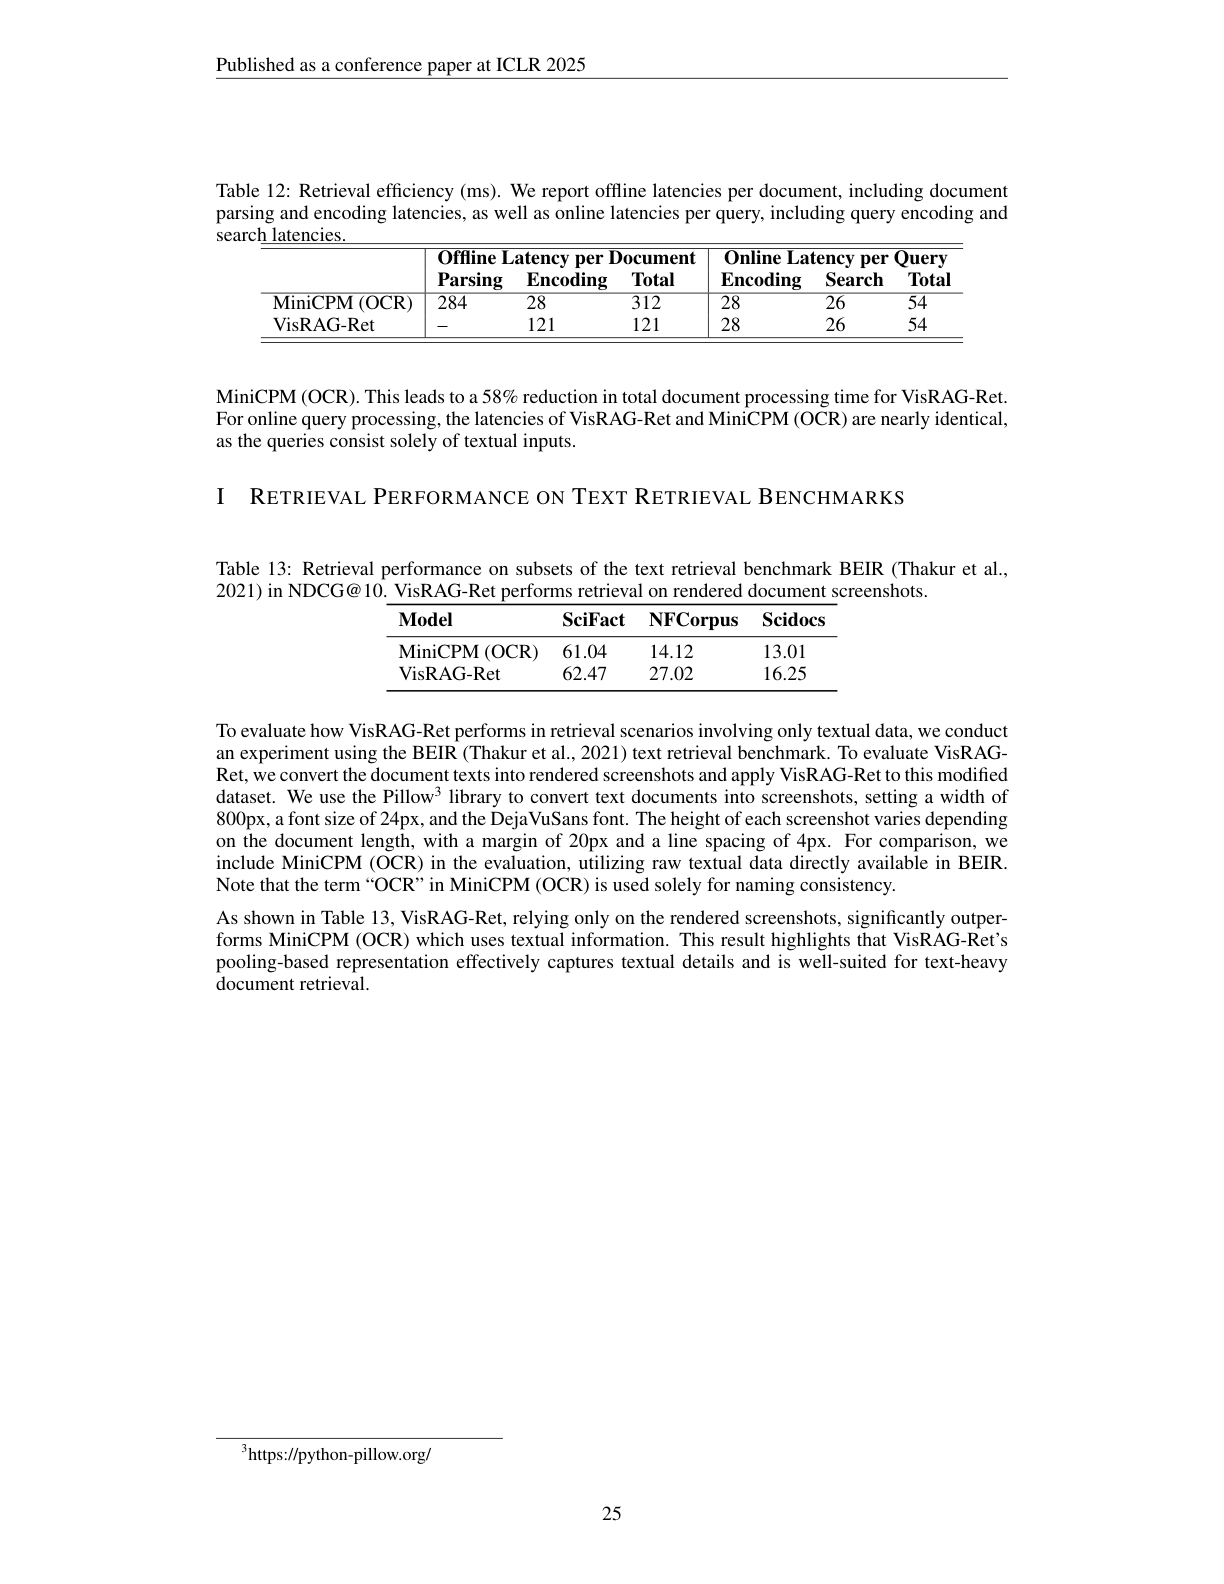 Published as a conference paper at ICLR 2025
Table 12: Retrieval efficiency (ms). We report offline latencies per document, including document
parsing and encoding latencies, as well as online latencies per query, including query encoding and
search latencies.
Offline Latency per Document Online Latency per Query
Parsing Encoding Total Encoding Search Total
MiniCPM (OCR) 284 28 312 28 26 54
VisRAG-Ret – 121 121 28 26 54
MiniCPM (OCR). This leads to a 58% reduction in total document processing time for VisRAG-Ret.
For online query processing, the latencies of VisRAG-Ret and MiniCPM (OCR) are nearly identical,
as the queries consist solely of textual inputs.
I RETRIEVAL PERFORMANCE ON TEXT RETRIEVAL BENCHMARKS
Table 13: Retrieval performance on subsets of the text retrieval benchmark BEIR (Thakur et al.,
2021) in NDCG@10. VisRAG-Ret performs retrieval on rendered document screenshots.
Model SciFact NFCorpus Scidocs
MiniCPM (OCR) 61.04 14.12 13.01
VisRAG-Ret 62.47 27.02 16.25
To evaluate how VisRAG-Ret performs in retrieval scenarios involving only textual data, we conduct
an experiment using the BEIR (Thakur et al., 2021) text retrieval benchmark. To evaluate VisRAG-
Ret, we convert the document texts into rendered screenshots and apply VisRAG-Ret to this modified
dataset. We use the Pillow³ library to convert text documents into screenshots, setting a width of
800px, a font size of 24px, and the DejaVuSans font. The height of each screenshot varies depending
on the document length, with a margin of 20px and a line spacing of 4px. For comparison, we
include MiniCPM (OCR) in the evaluation, utilizing raw textual data directly available in BEIR.
Note that the term “OCR” in MiniCPM (OCR) is used solely for naming consistency.
As shown in Table 13, VisRAG-Ret, relying only on the rendered screenshots, significantly outper-
forms MiniCPM (OCR) which uses textual information. This result highlights that VisRAG-Ret’s
pooling-based representation effectively captures textual details and is well-suited for text-heavy
document retrieval.
³https://python-pillow.org/
25